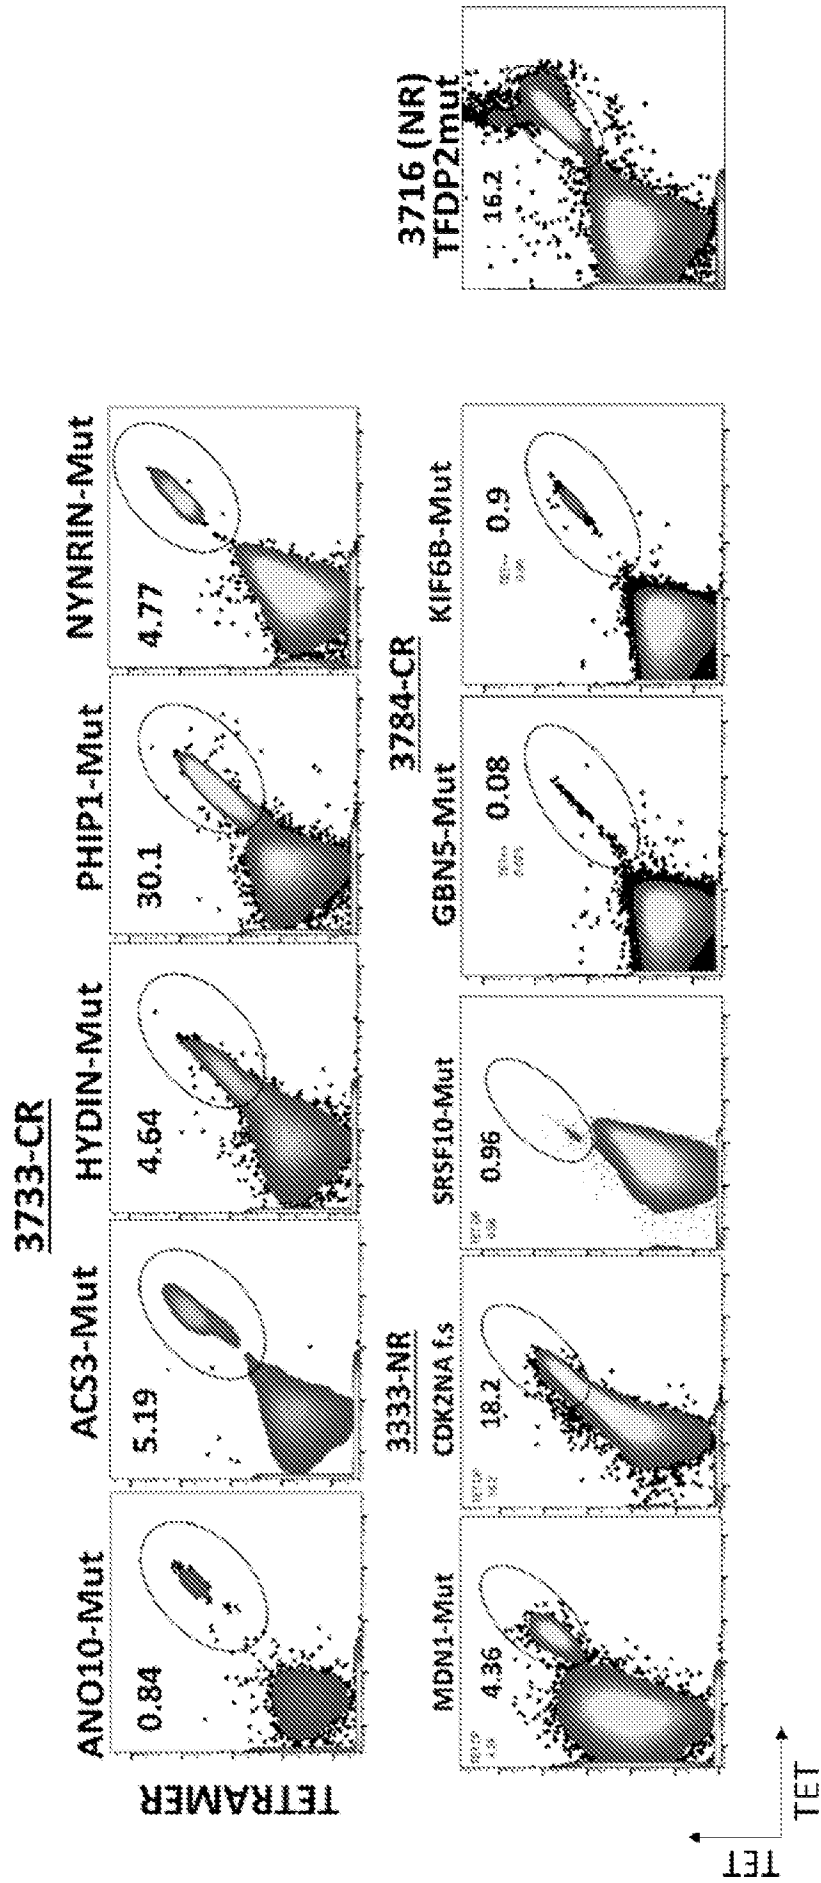 3733-CR
ANO10-Mut
ACS3-Mut
HYDIN-Mut
PHIP1-Mut
NYNRIN-Mut
TETRAMER
0.84
5.19
4.64
30.1
4.77
3333-NR
3784-CR
3716 (NR)
TFDP2mut
MDN1-Mut
CDK2NA f.s
SRSF10-Mut
GBN5-Mut
KIF6B-Mut
4.36
18.2
0.96
0.08
0.9
16.2
TET
TET